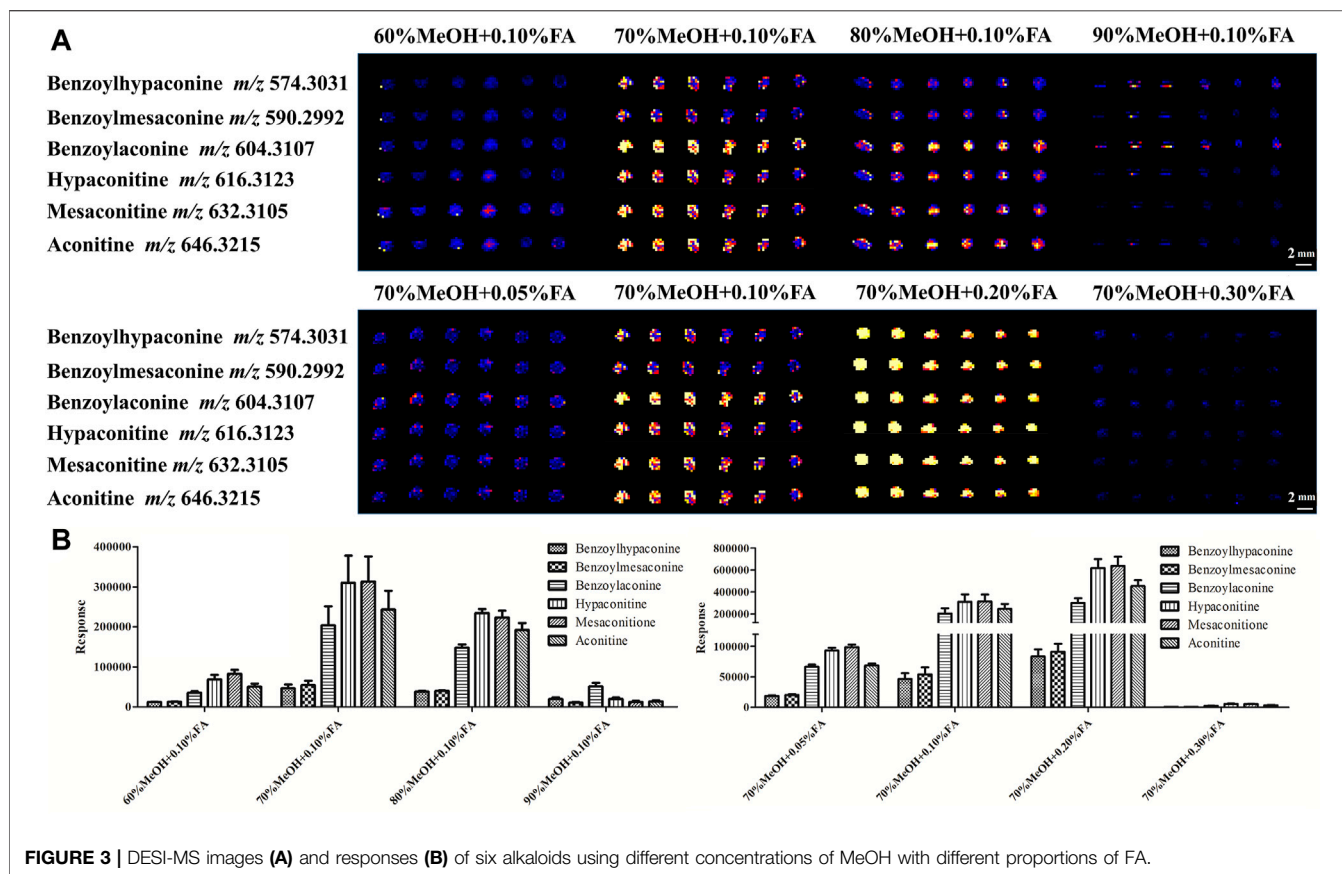 A
60%MeOH+0.10%FA 70%MeOH+0.10%FA 80%MeOH+0.10%FA 90%MeOH+0.10%FA
Benzoylhypaconine m/z 574.3031
Benzoylmesaconine m/z 590.2992
Benzoylaconine m/z 604.3107
Hypaconitine m/z 616.3123
Mesaconitine m/z 632.3105
Aconitine m/z 646.3215
2 mm
70%MeOH+0.05%FA 70%MeOH+0.10%FA 70%MeOH+0.20%FA 70%MeOH+0.30%FA
Benzoylhypaconine m/z 574.3031
Benzoylmesaconine m/z 590.2992
Benzoylaconine m/z 604.3107
Hypaconitine m/z 616.3123
Mesaconitine m/z 632.3105
Aconitine m/z 646.3215
2 mm
B
Response
400000
300000
200000
100000
0
Benzoylhypaconine
Benzoylmesaconine
Benzoylaconine
Hypaconitine
Mesaconitione
Aconitine
60%MeOH+0.10%FA
70%MeOH+0.10%FA
80%MeOH+0.10%FA
90%MeOH+0.10%FA
Response
800000
600000
400000
200000
100000
50000
0
Benzoylhypaconine
Benzoylmesaconine
Benzoylaconine
Hypaconitine
Mesaconitione
Aconitine
70%MeOH+0.05%FA
70%MeOH+0.10%FA
70%MeOH+0.20%FA
70%MeOH+0.30%FA
FIGURE 3 | DESI-MS images (A) and responses (B) of six alkaloids using different concentrations of MeOH with different proportions of FA.